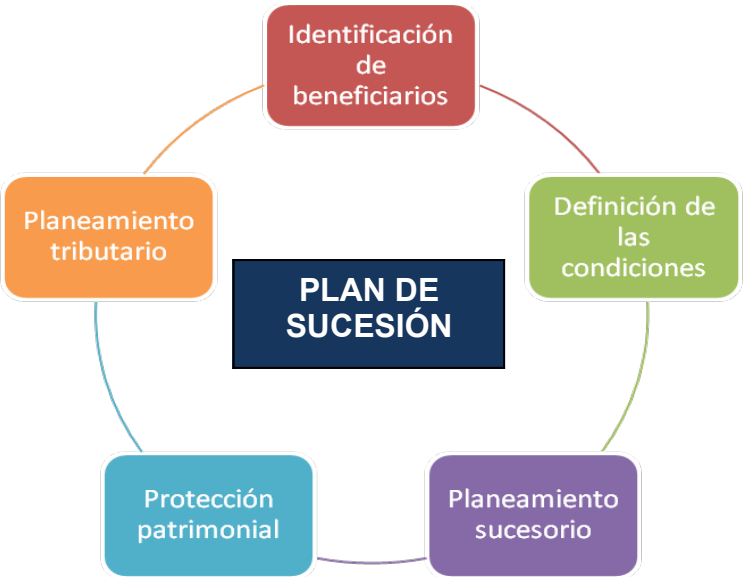 Identificación
de
beneficiarios
Definición de
las
condiciones
Planeamiento
sucesorio
Protección
patrimonial
Planeamiento
tributario
PLAN DE
SUCESIÓN